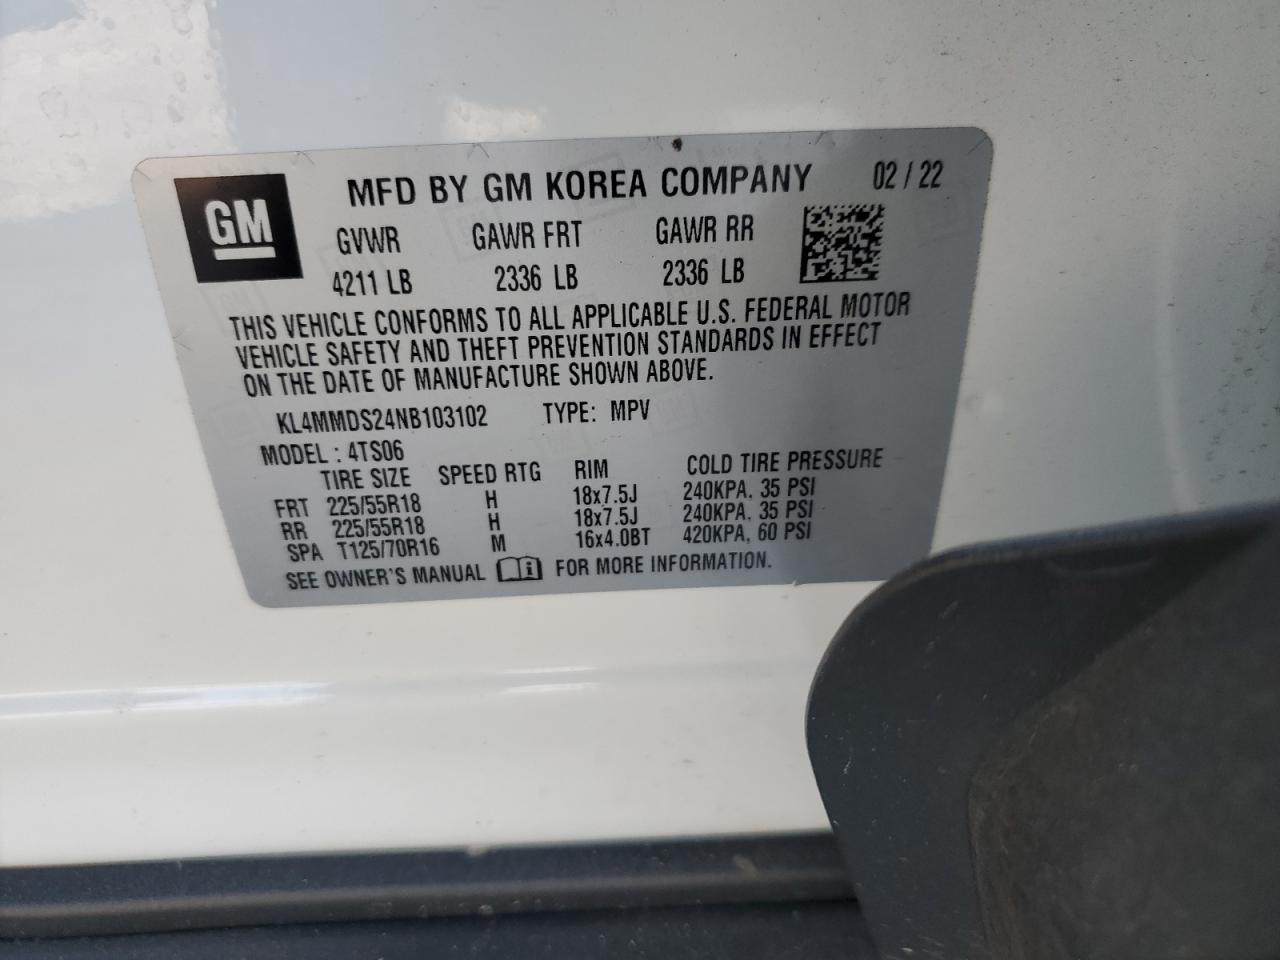 GM
MFD BY GM KOREA COMPANY 02 / 22
GVWR GAWR FRT GAWR RR
4211 LB 2336 LB 2336 LB
THIS VEHICLE CONFORMS TO ALL APPLICABLE U.S. FEDERAL MOTOR
VEHICLE SAFETY AND THEFT PREVENTION STANDARDS IN EFFECT
ON THE DATE OF MANUFACTURE SHOWN ABOVE.
KL4MMDS24NB103102 TYPE: MPV
MODEL : 4TS06
TIRE SIZE SPEED RTG RIM COLD TIRE PRESSURE
FRT 225/55R18 H 18x7.5J 240KPA, 35 PSI
RR 225/55R18 H 18x7.5J 240KPA, 35 PSI
SPA T125/70R16 M 16x4.0BT 420KPA, 60 PSI
SEE OWNER'S MANUAL FOR MORE INFORMATION.